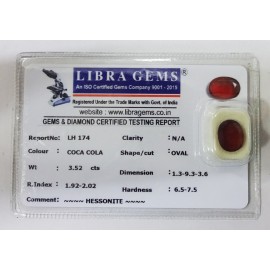 LIBRA GEMS®
An ISO Certified Gems Company 9001 - 2015
Registered Under the Trade Marks with Govt. of India
website : www.libragems.co.in
GEMS & DIAMOND CERTIFIED TESTING REPORT
ReportNo: LH 174 Clarity : N/A
Colour : COCA COLA Shape/cut : OVAL
Wt : 3.52 cts Dimension : 1.3-9.3-3.6
R.Index : 1.92-2.02 Hardness : 6.5-7.5
Comment : ~~~~ HESSONITE ~~~~